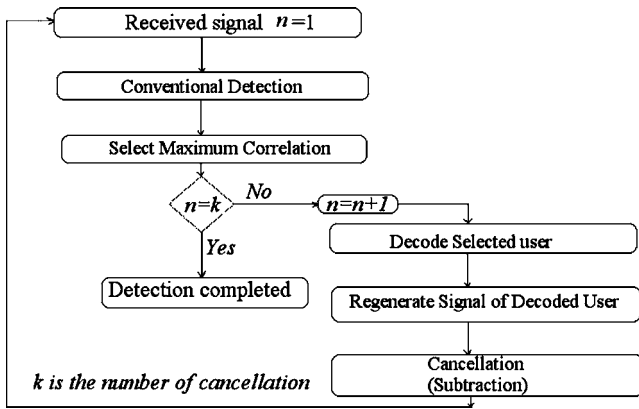 Received signal n=1
Conventional Detection
Select Maximum Correlation
n=k
No
n=n+1
Yes
Decode Selected user
Detection completed
Regenerate Signal of Decoded User
Cancellation
(Subtraction)
k is the number of cancellation